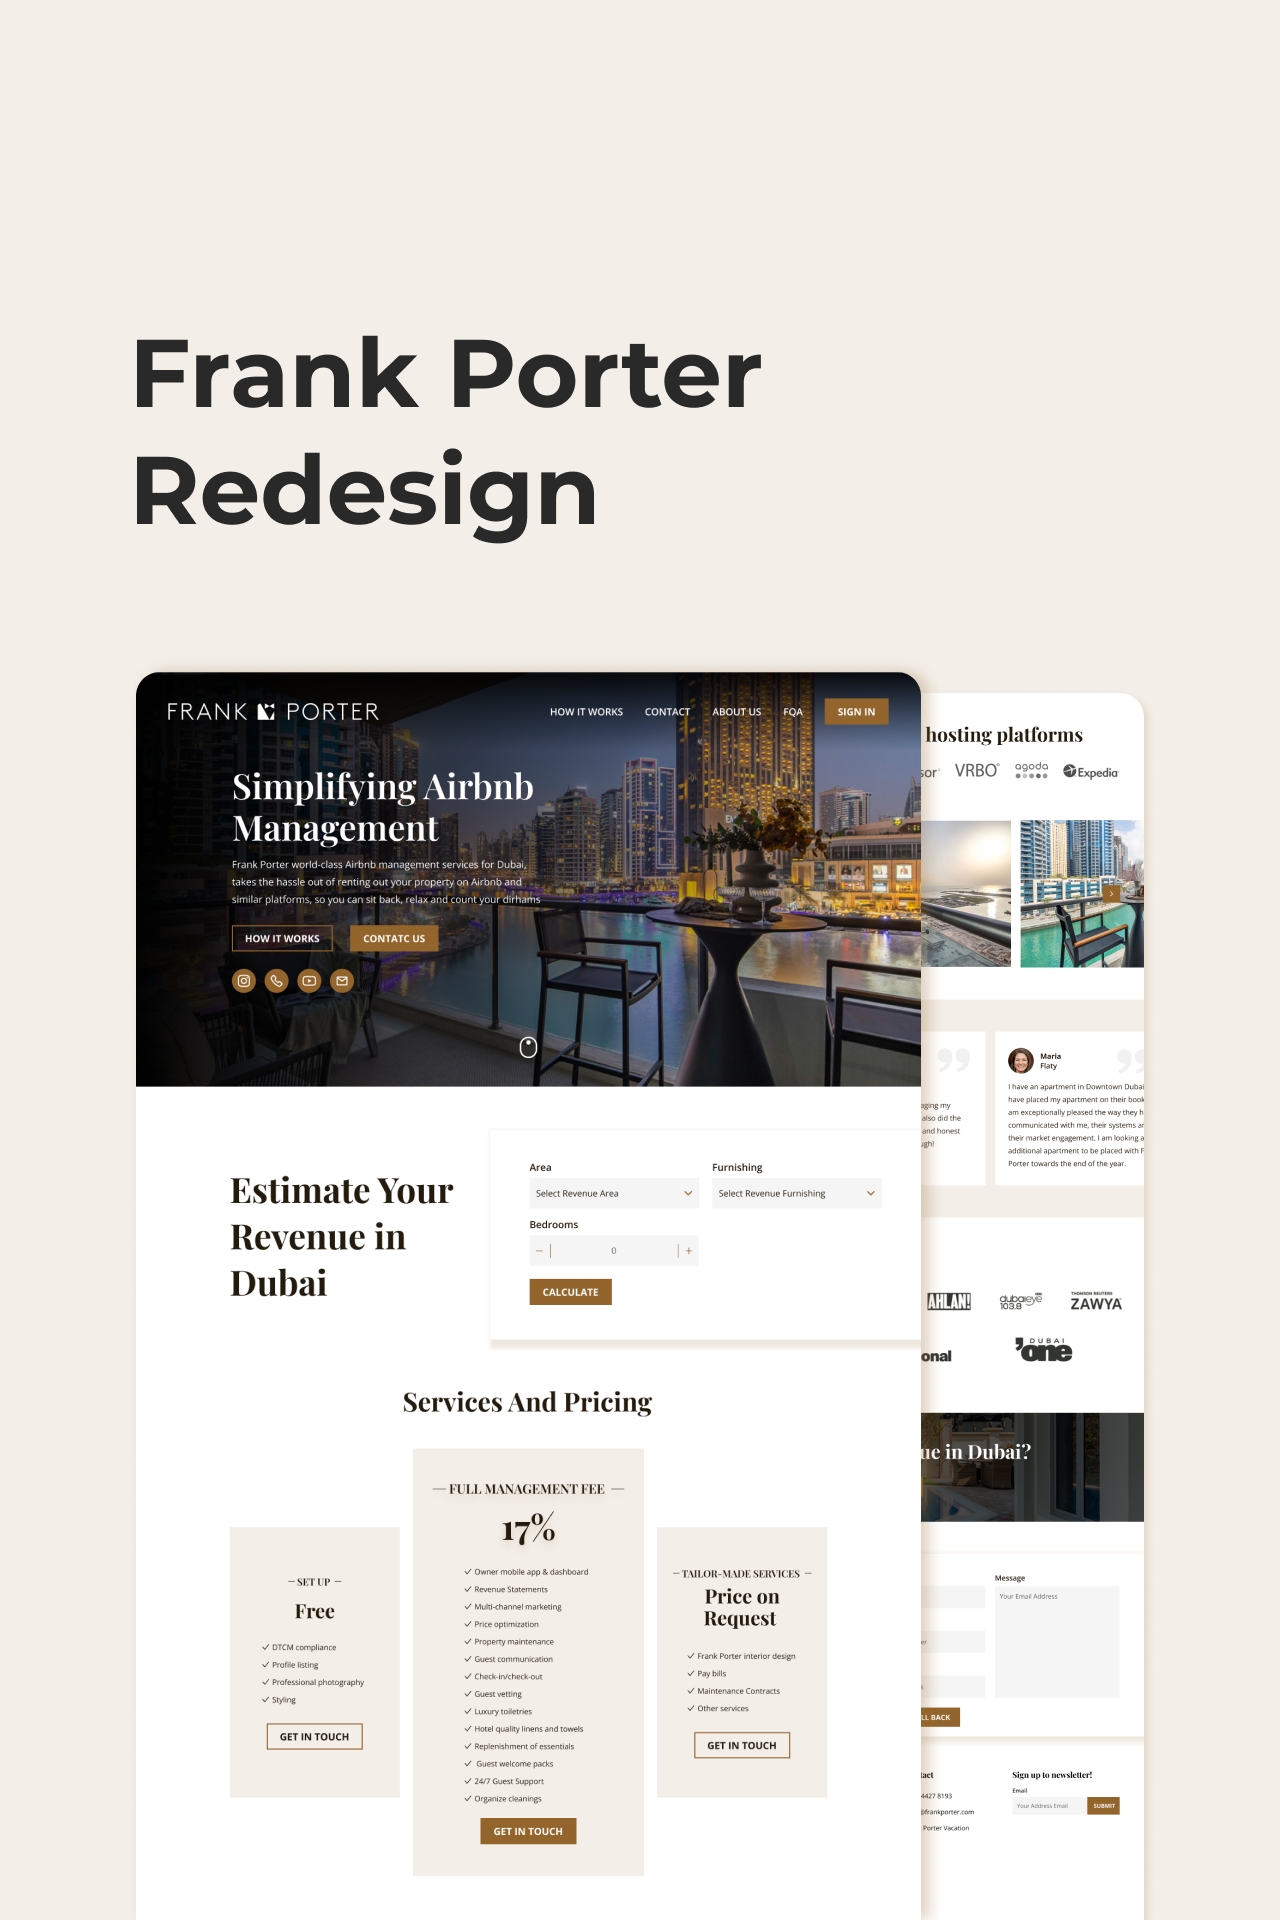 Frank Porter
Redesign
FRANK PORTER
HOW IT WORKS
CONTACT
ABOUT US
FQA
SIGN IN
Simplifying Airbnb
Management
Frank Porter world-class Airbnb management services for Dubai,
takes the hassle out of renting out your property on Airbnb and
similar platforms, so you can sit back, relax and count your dirhams
HOW IT WORKS
CONTATC US
Estimate Your
Revenue in
Dubai
Area
Furnishing
Select Revenue Area
Select Revenue Furnishing
Bedrooms
0
CALCULATE
Services And Pricing
SET UP
Free
DTCM compliance
Profile listing
Professional photography
Styling
GET IN TOUCH
FULL MANAGEMENT FEE
17%
Owner mobile app & dashboard
Revenue Statements
Multi-channel marketing
Price optimization
Property maintenance
Guest communication
Check-in/check-out
Guest vetting
Luxury toiletries
Hotel quality linens and towels
Replenishment of essentials
Guest welcome packs
24/7 Guest Support
Organize cleanings
GET IN TOUCH
TAILOR-MADE SERVICES
Price on
Request
Frank Porter interior design
Pay bills
Maintenance Contracts
Other services
GET IN TOUCH
hosting platforms
sor
VRBO
agoda
Expedia
aging my
also did the
and honest
ugh!
Maria
Flaty
I have an apartment in Downtown Dubai
have placed my apartment on their book
am exceptionally pleased the way they h
communicated with me, their systems ar
their market engagement. I am looking a
additional apartment to be placed with F
Porter towards the end of the year.
AHLAN!
dubaieye
103.8
THOMSON REUTERS
ZAWYA
onal
DUBAI
'one
ue in Dubai?
Message
Your Email Address
er
LL BACK
tact
4427 8193
@frankporter.com
Porter Vacation
Sign up to newsletter!
Email
Your Address Email
SUBMIT